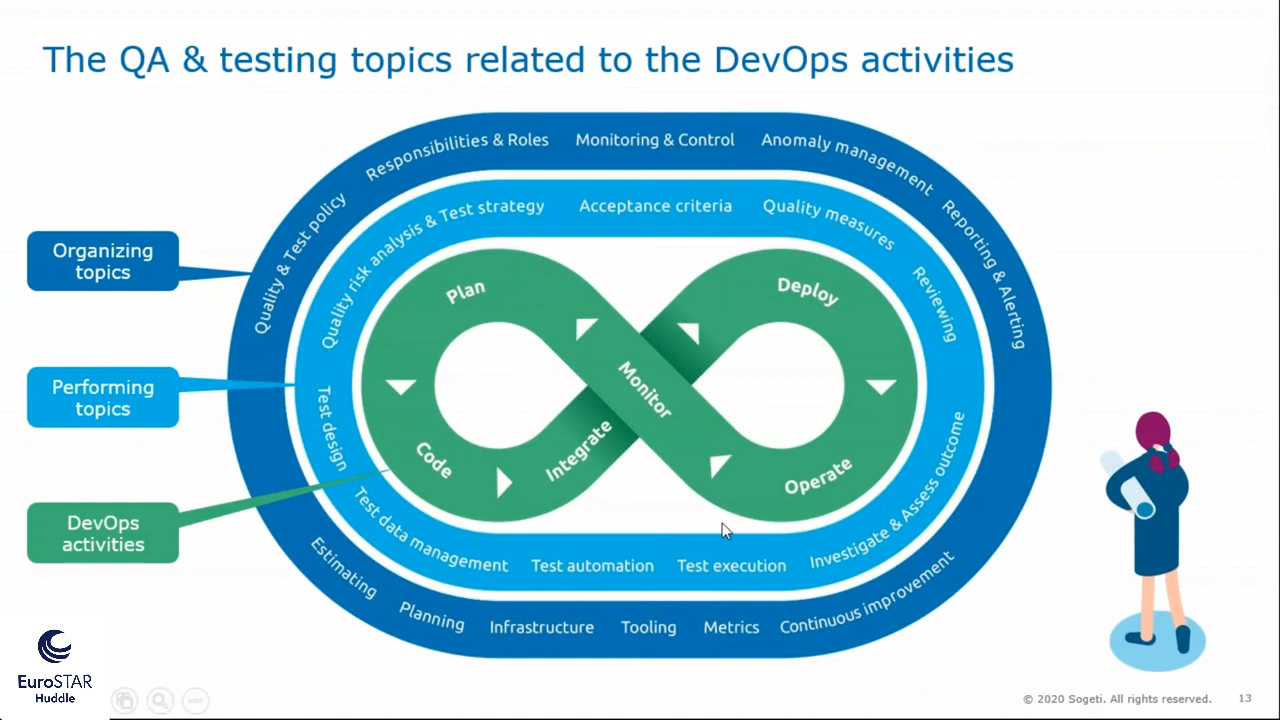 The QA & testing topics related to the DevOps activities
Organizing
topics
Performing
topics
DevOps
activities
Quality & Test policy
Responsibilities & Roles
Monitoring & Control
Anomaly management
Reporting & Alerting
Quality risk analysis & Test strategy
Acceptance criteria
Quality measures
Reviewing
Plan
Deploy
Monitor
Code
Integrate
Operate
Test design
Test data management
Test automation
Test execution
Investigate & Assess outcome
Estimating
Planning
Infrastructure
Tooling
Metrics
Continuous improvement
EuroSTAR
Huddle
© 2020 Sogeti. All rights reserved.
13